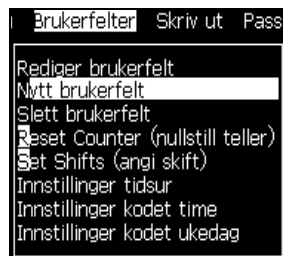 Brukerfelter Skriv ut Pass
Rediger brukerfelt
Nytt brukerfelt
Slett brukerfelt
Reset Counter (nullstill teller)
Set Shifts (angi skift)
Innstillinger tidsur
Innstillinger kodet time
Innstillinger kodet ukedag